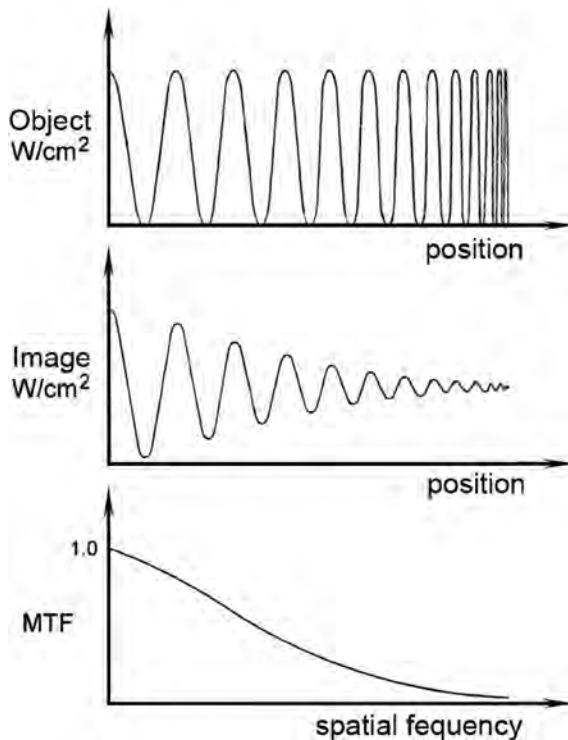 Object
W/cm²
position
Image
W/cm²
position
1.0
MTF
spatial fequency